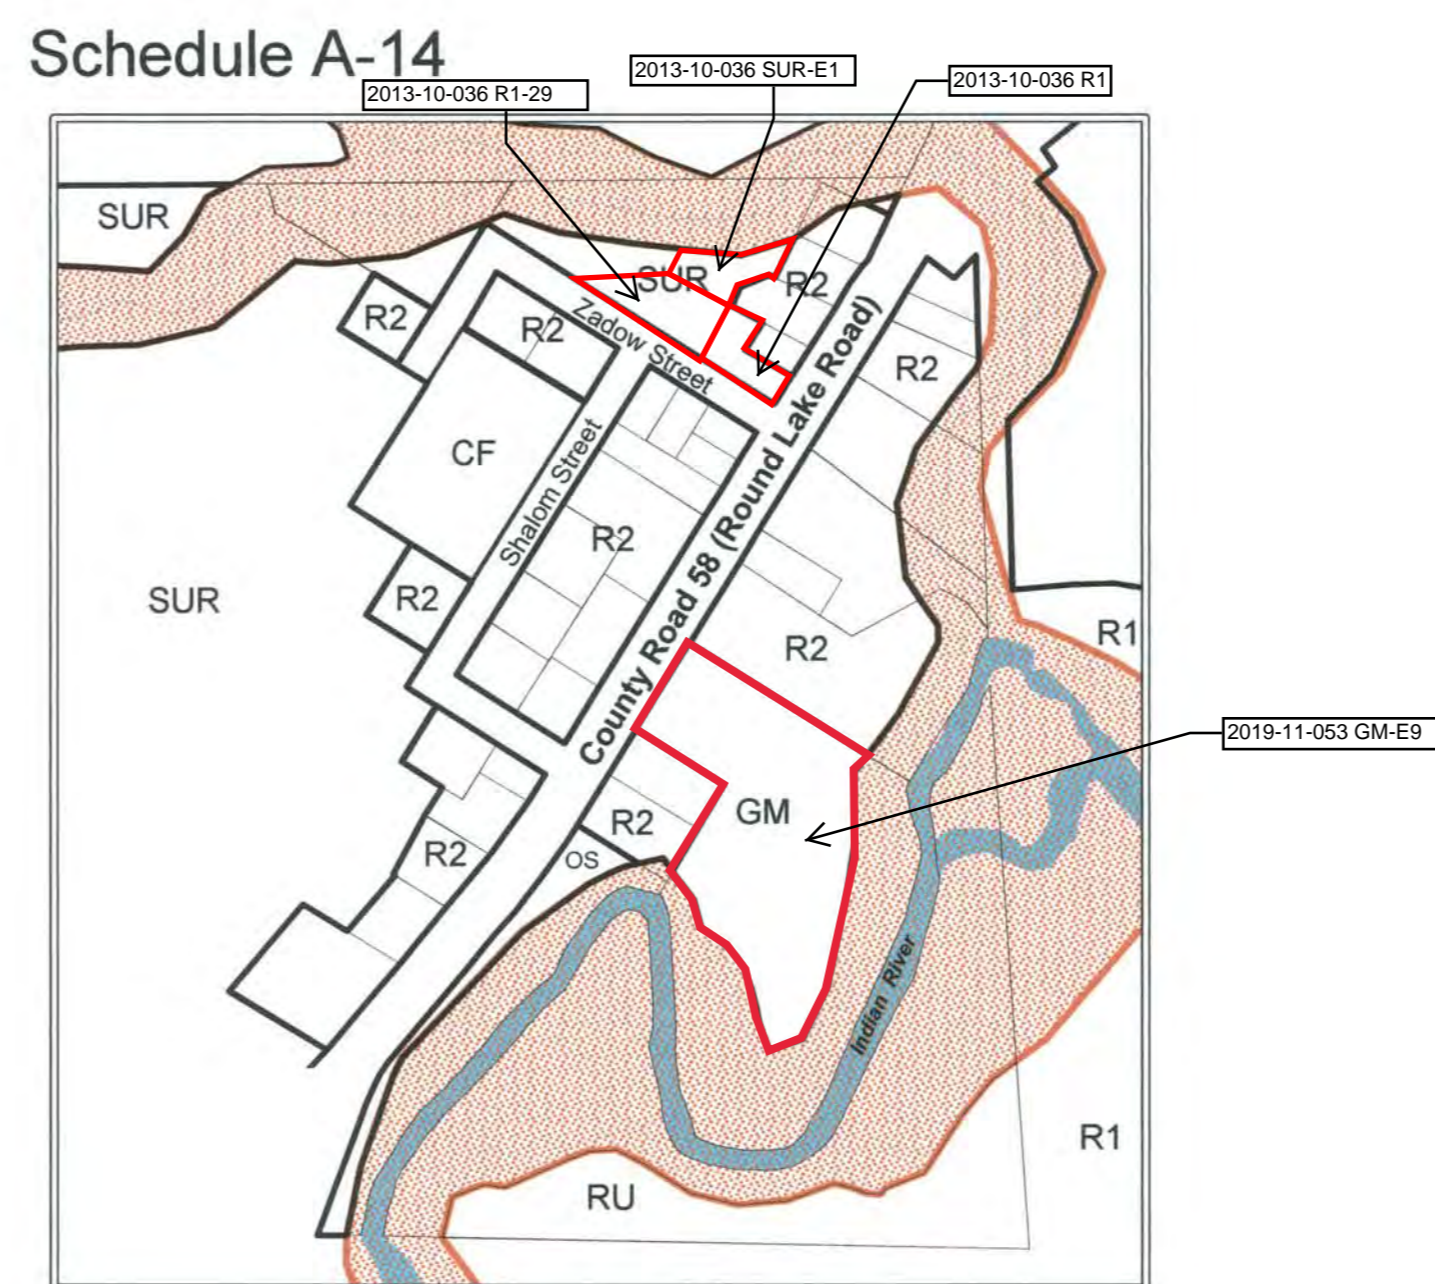 Schedule A-14
2013-10-036 SUR-E1
2013-10-036 R1
2013-10-036 R1-29
SUR
SUR
R2
R2
R2
Zadow Street
R2
CF
Shalom Street
R2
County Road 58 (Round Lake Road)
R2
SUR
R1
R2
2019-11-053 GM-E9
GM
R2
R2
OS
Indian River
R1
RU